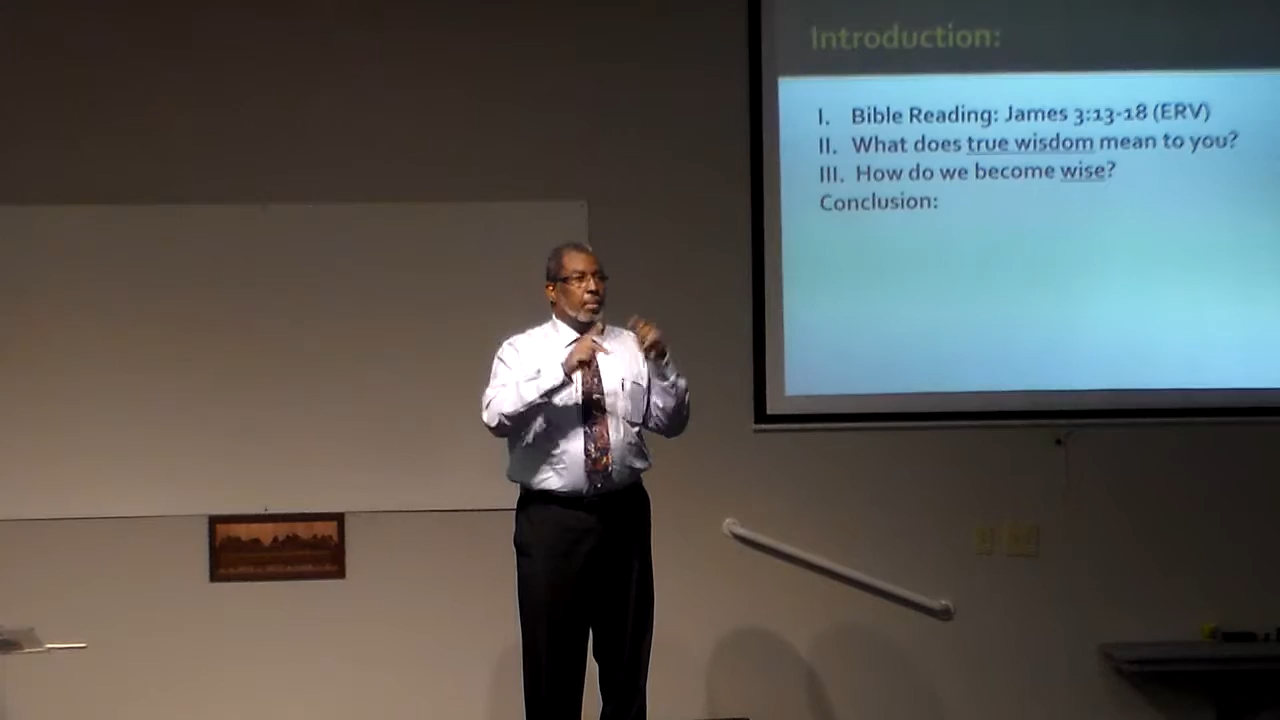 Introduction:
I. Bible Reading: James 3:13-18 (ERV)
II. What does true wisdom mean to you?
III. How do we become wise?
Conclusion: